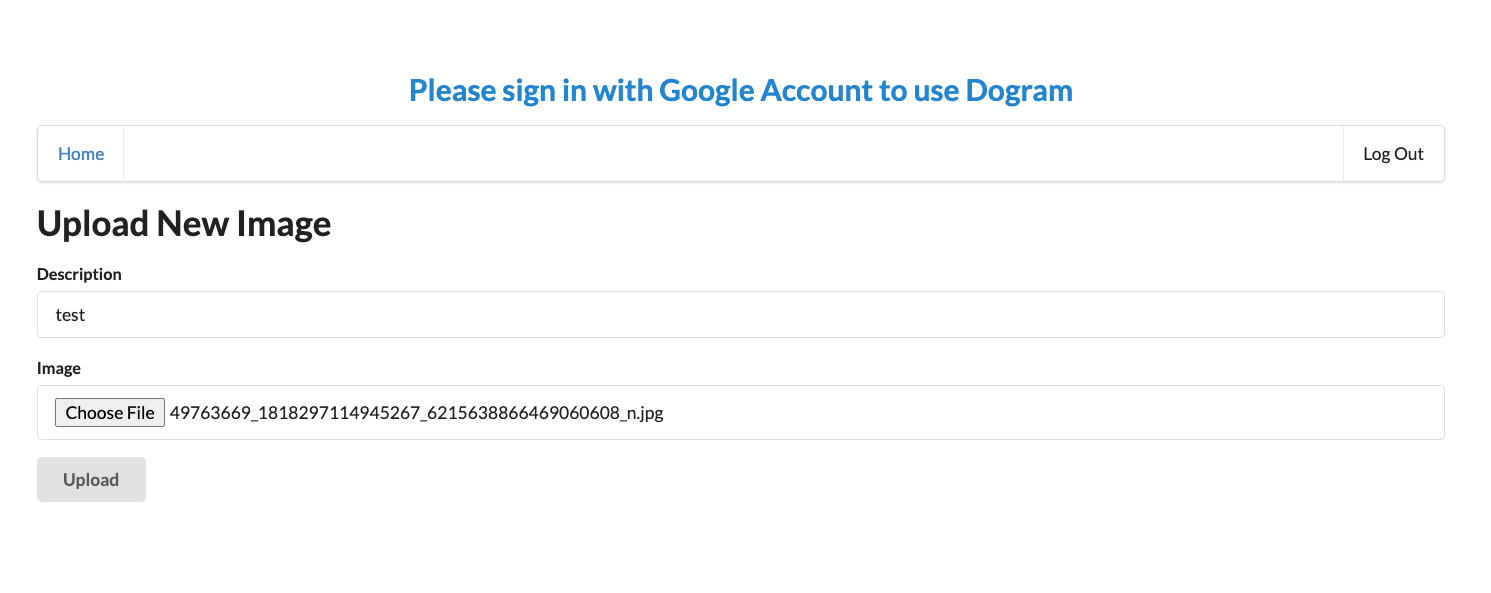 Please sign in with Google Account to use Dogram
Home
Log Out
Upload New Image
Description
test
Image
Choose File 49763669_1818297114945267_6215638866469060608_n.jpg
Upload